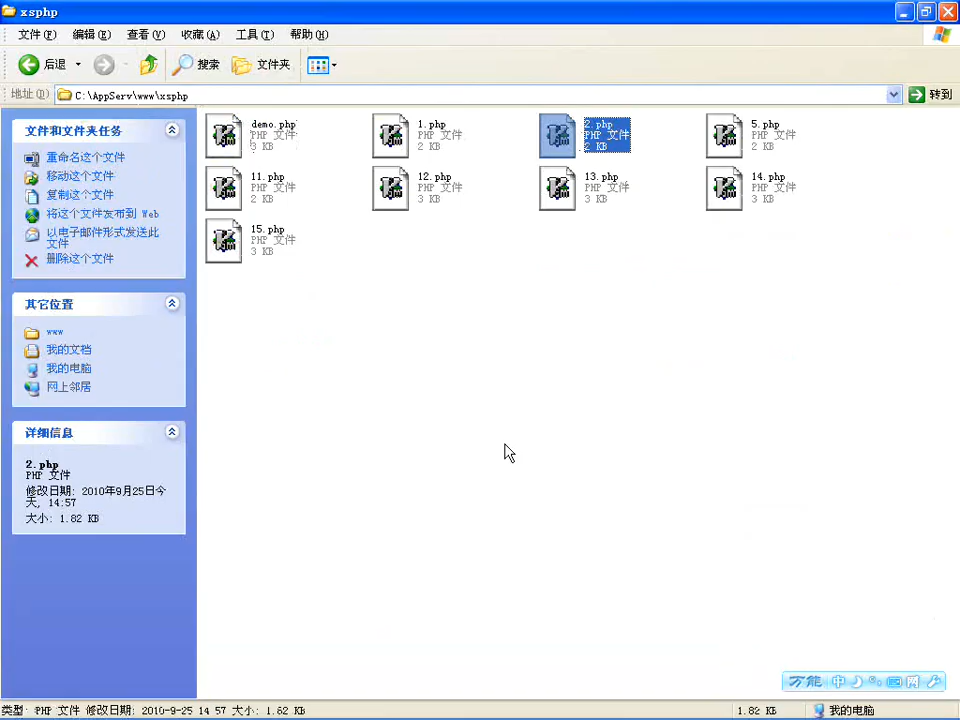 xsphp
文件(F) 编辑(E) 查看(V) 收藏(A) 工具(T) 帮助(H)
后退 搜索 文件夹
地址(D) C:\AppServ\www\xsphp 转到
文件和文件夹任务
重命名这个文件
移动这个文件
复制这个文件
将这个文件发布到 Web
以电子邮件形式发送此
文件
删除这个文件
其它位置
www
我的文档
我的电脑
网上邻居
详细信息
2.php
PHP 文件
修改日期: 2010年9月25日今
天, 14:57
大小: 1.82 KB
demo.php
PHP 文件
3 KB
1.php
PHP 文件
2 KB
2.php
PHP 文件
2 KB
5.php
PHP 文件
2 KB
11.php
PHP 文件
2 KB
12.php
PHP 文件
3 KB
13.php
PHP 文件
3 KB
14.php
PHP 文件
3 KB
15.php
PHP 文件
3 KB
万能 中 网
类型: PHP 文件 修改日期: 2010-9-25 14 57 大小: 1.82 KB 1.82 KB 我的电脑